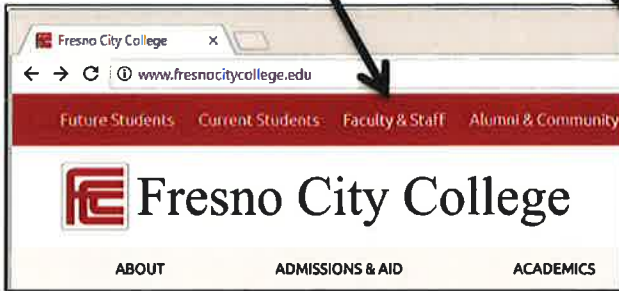 Fresno City College ×
www.fresnocitycollege.edu
Future Students Current Students Faculty & Staff Alumni & Community
FCC Fresno City College
ABOUT ADMISSIONS & AID ACADEMICS